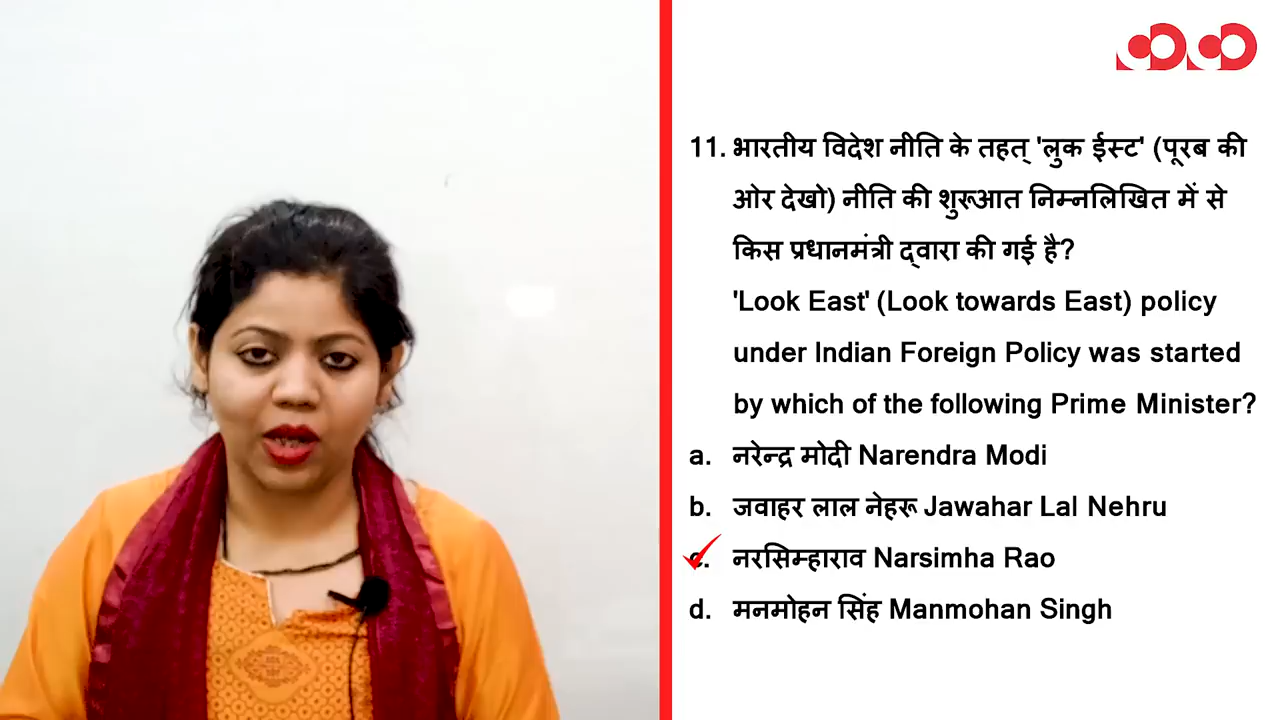 11. भारतीय विदेश नीति के तहत् 'लुक ईस्ट' (पूरब की
ओर देखो) नीति की शुरूआत निम्नलिखित में से
किस प्रधानमंत्री द्वारा की गई है?
'Look East' (Look towards East) policy
under Indian Foreign Policy was started
by which of the following Prime Minister?
a. नरेन्द्र मोदी Narendra Modi
b. जवाहर लाल नेहरू Jawahar Lal Nehru
c. नरसिम्हाराव Narsimha Rao
d. मनमोहन सिंह Manmohan Singh